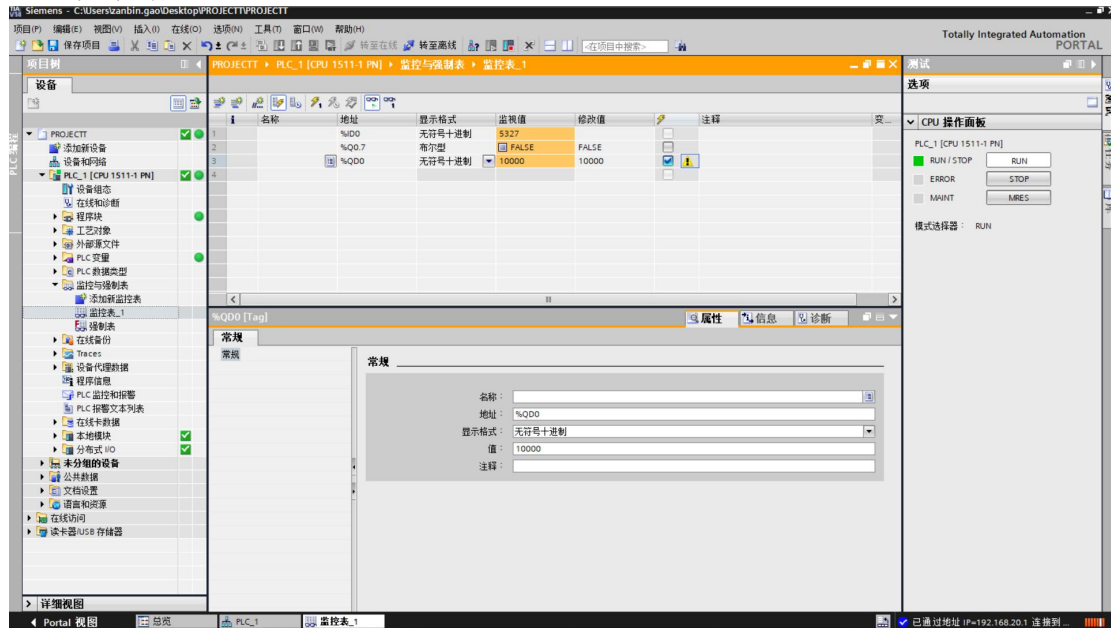 Siemens - C:\Users\zanbin.gao\Desktop\PROJECTT\PROJECTT
项目(P) 编辑(E) 视图(V) 插入(I) 在线(O) 选项(N) 工具(T) 窗口(W) 帮助(H)
Totally Integrated Automation
PORTAL
保存项目 转至在线 转至离线 <在项目中搜索>
项目树
PROJECTT ▸ PLC_1 [CPU 1511-1 PN] ▸ 监控与强制表 ▸ 监控表_1
测试
设备
选项
i 名称 地址 显示格式 监视值 修改值 注释 变...
1 %ID0 无符号十进制 5327
2 %Q0.7 布尔型 FALSE FALSE
3 %QD0 无符号十进制 10000 10000
4
PROJECTT
添加新设备
设备和网络
PLC_1 [CPU 1511-1 PN]
设备组态
在线和诊断
程序块
工艺对象
外部源文件
PLC 变量
PLC 数据类型
监控与强制表
添加新监控表
监控表_1
强制表
在线备份
Traces
设备代理数据
程序信息
PLC 监控和报警
PLC 报警文本列表
在线卡数据
本地模块
分布式 I/O
未分组的设备
公共数据
文档设置
语言和资源
在线访问
读卡器/USB 存储器
详细视图
CPU 操作面板
PLC_1 [CPU 1511-1 PN]
RUN / STOP RUN
ERROR STOP
MAINT MRES
模式选择器： RUN
%QD0 [Tag]
属性 信息 诊断
常规
常规
常规
名称：
地址： %QD0
显示格式： 无符号十进制
值： 10000
注释：
Portal 视图 总览 PLC_1 监控表_1
已通过地址 IP=192.168.20.1 连接到 ...